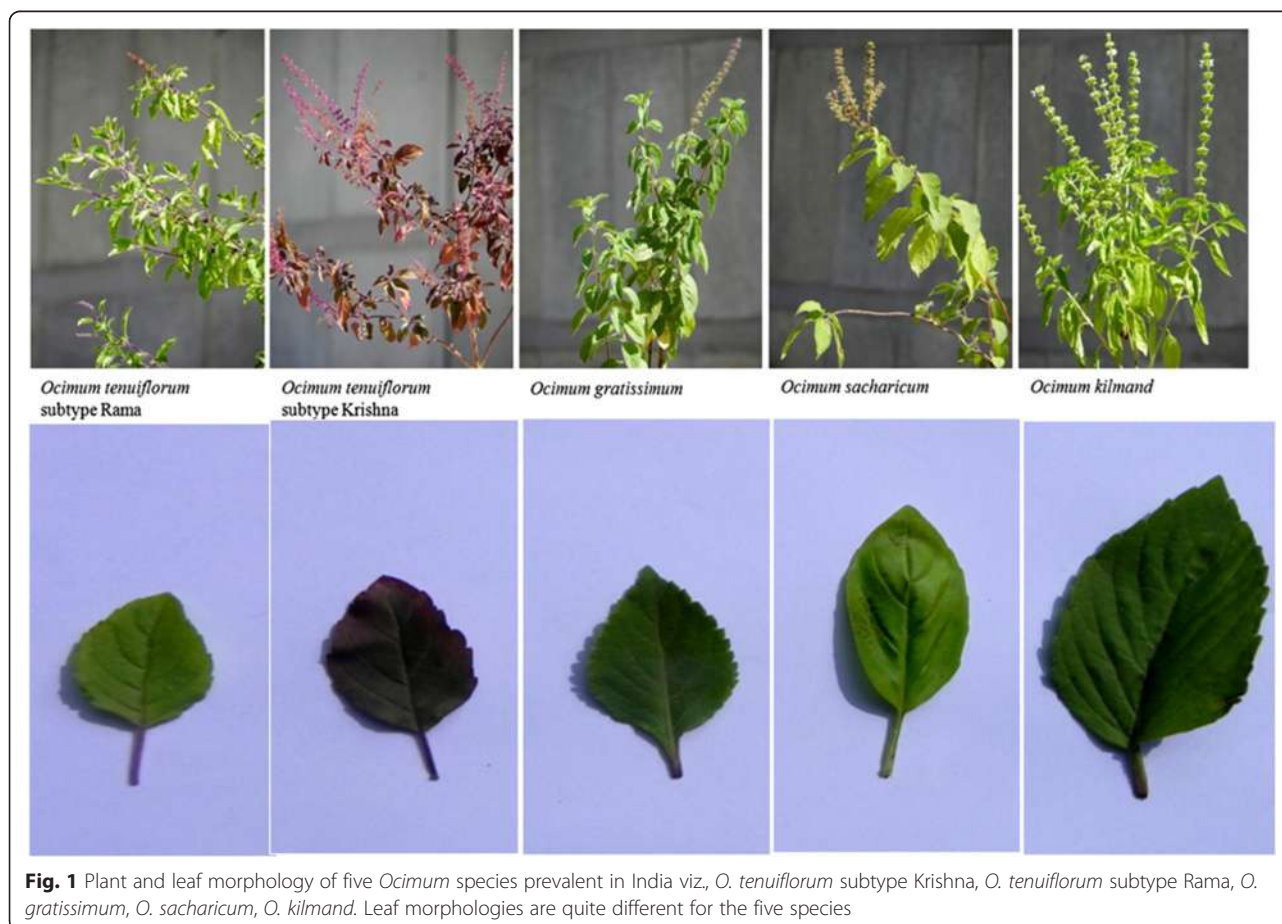 Ocimum tenuiflorum
subtype Rama
Ocimum tenuiflorum
subtype Krishna
Ocimum gratissimum
Ocimum sacharicum
Ocimum kilmand
Fig. 1 Plant and leaf morphology of five Ocimum species prevalent in India viz., O. tenuiflorum subtype Krishna, O. tenuiflorum subtype Rama, O.
gratissimum, O. sacharicum, O. kilmand. Leaf morphologies are quite different for the five species